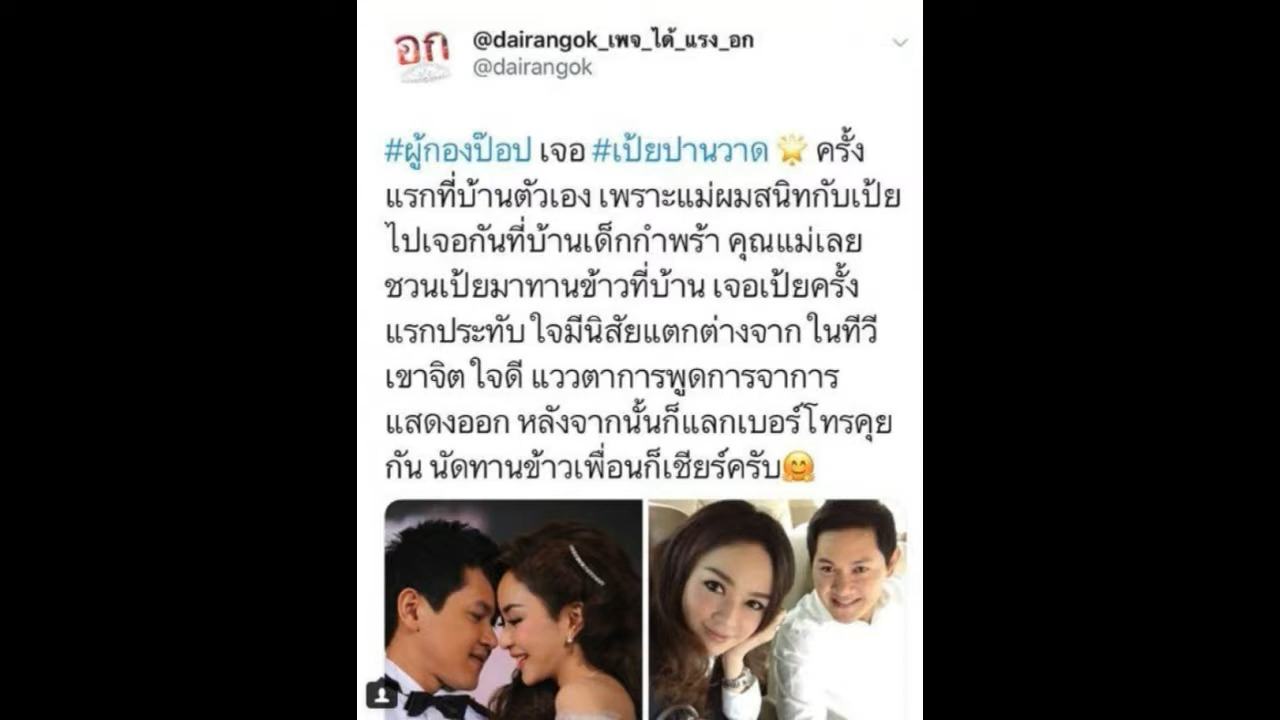 อก
@dairangok_เพจ_ได้_แรง_อก
@dairangok
#ผู้กองป๊อป เจอ #เป้ยปานวาด 🌟 ครั้ง
แรกที่บ้านตัวเอง เพราะแม่ผมสนิทกับเป้ย
ไปเจอกันที่บ้านเด็กกำพร้า คุณแม่เลย
ชวนเป้ยมาทานข้าวที่บ้าน เจอเป้ยครั้ง
แรกประทับ ใจมีนิสัยแตกต่างจาก ในทีวี
เขาจิต ใจดี แววตาการพูดการจาการ
แสดงออก หลังจากนั้นก็แลกเบอร์โทรคุย
กัน นัดทานข้าวเพื่อนก็เชียร์ครับ🤗